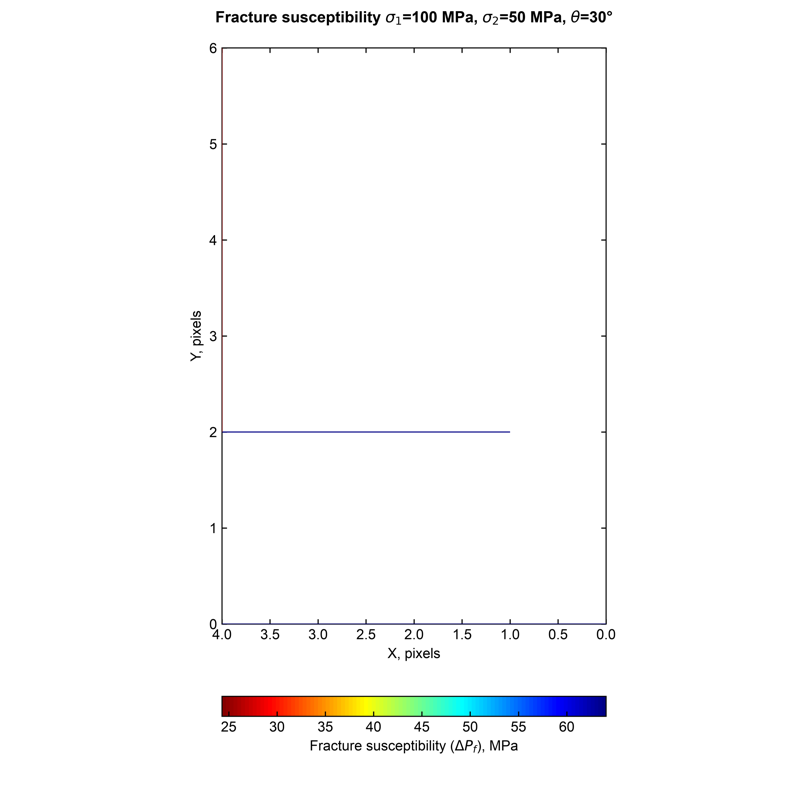 Fracture susceptibility σ₁=100 MPa, σ₂=50 MPa, θ=30°
6
5
4
3
2
1
0
Y, pixels
4.0 3.5 3.0 2.5 2.0 1.5 1.0 0.5 0.0
X, pixels
25 30 35 40 45 50 55 60
Fracture susceptibility (ΔPf), MPa